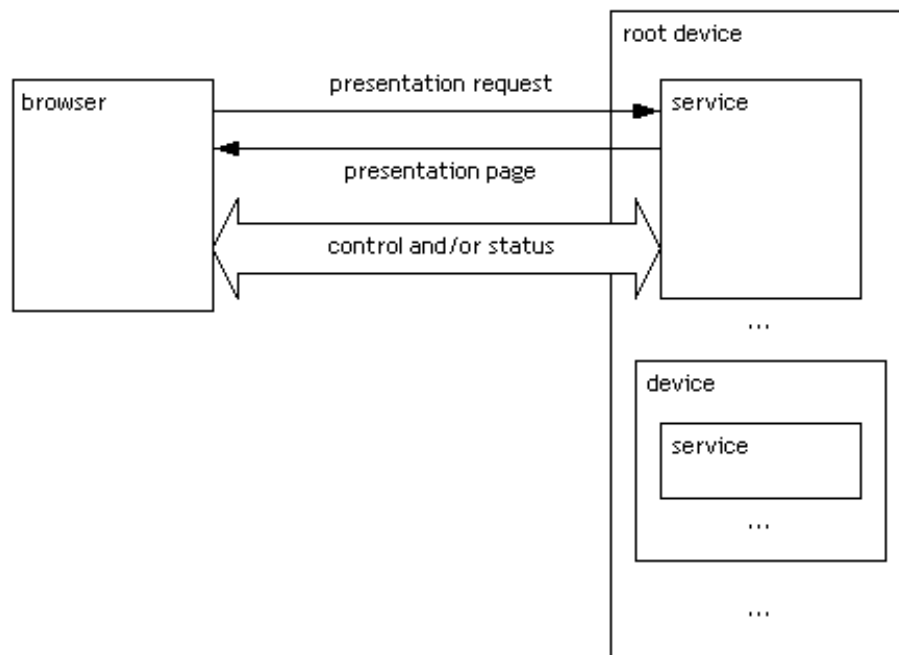 root device
browser
presentation request
service
presentation page
control and/or status
...
device
service
...
...